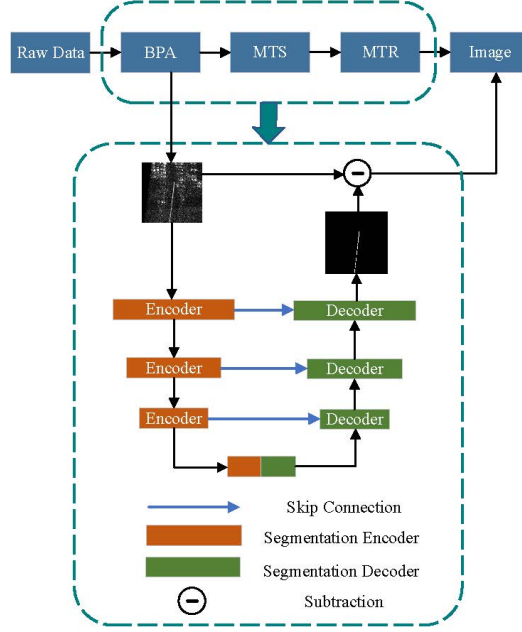 Raw Data BPA MTS MTR Image
Encoder Decoder
Encoder Decoder
Encoder Decoder
Skip Connection
Segmentation Encoder
Segmentation Decoder
Subtraction